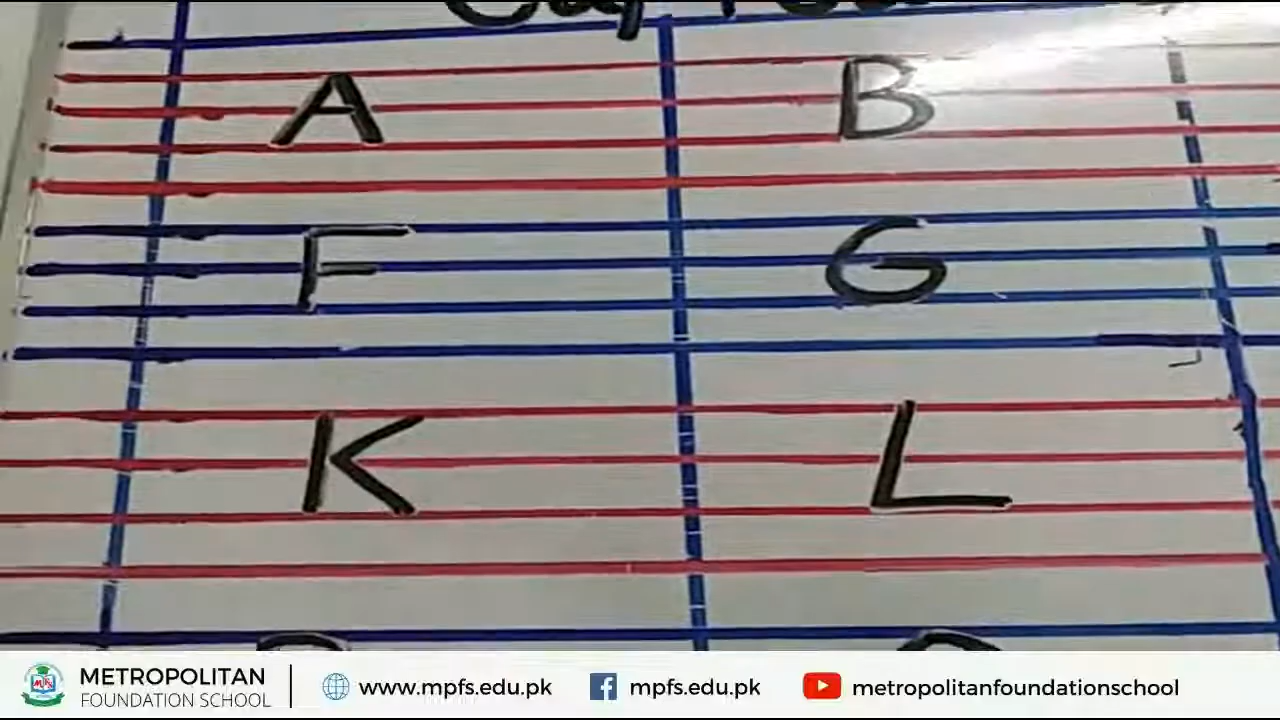 A B
F G
K L
METROPOLITAN
FOUNDATION SCHOOL
www.mpfs.edu.pk
mpfs.edu.pk
metropolitanfoundationschool